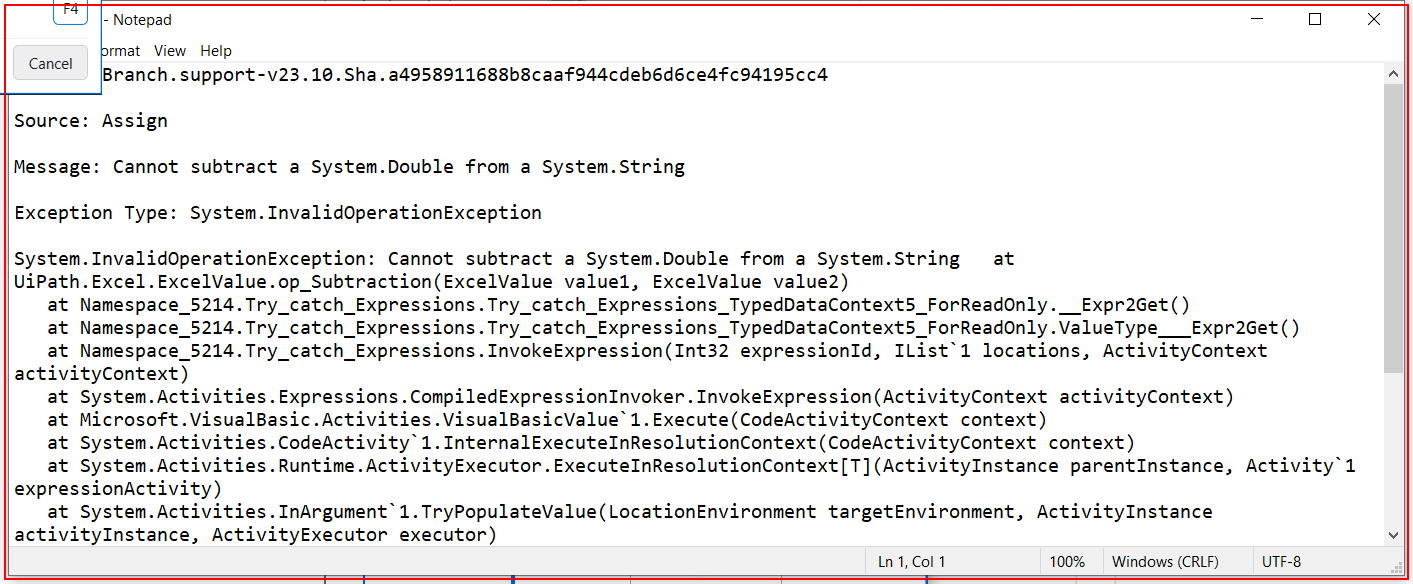 F4
- Notepad
Cancel
ormat View Help
Branch.support-v23.10.Sha.a4958911688b8caaf944cdeb6d6ce4fc94195cc4
Source: Assign
Message: Cannot subtract a System.Double from a System.String
Exception Type: System.InvalidOperationException
System.InvalidOperationException: Cannot subtract a System.Double from a System.String   at
UiPath.Excel.ExcelValue.op_Subtraction(ExcelValue value1, ExcelValue value2)
   at Namespace_5214.Try_catch_Expressions.Try_catch_Expressions_TypedDataContext5_ForReadOnly.__Expr2Get()
   at Namespace_5214.Try_catch_Expressions.Try_catch_Expressions_TypedDataContext5_ForReadOnly.ValueType___Expr2Get()
   at Namespace_5214.Try_catch_Expressions.InvokeExpression(Int32 expressionId, IList`1 locations, ActivityContext
activityContext)
   at System.Activities.Expressions.CompiledExpressionInvoker.InvokeExpression(ActivityContext activityContext)
   at Microsoft.VisualBasic.Activities.VisualBasicValue`1.Execute(CodeActivityContext context)
   at System.Activities.CodeActivity`1.InternalExecuteInResolutionContext(CodeActivityContext context)
   at System.Activities.Runtime.ActivityExecutor.ExecuteInResolutionContext[T](ActivityInstance parentInstance, Activity`1
expressionActivity)
   at System.Activities.InArgument`1.TryPopulateValue(LocationEnvironment targetEnvironment, ActivityInstance
activityInstance, ActivityExecutor executor)
Ln 1, Col 1 100% Windows (CRLF) UTF-8